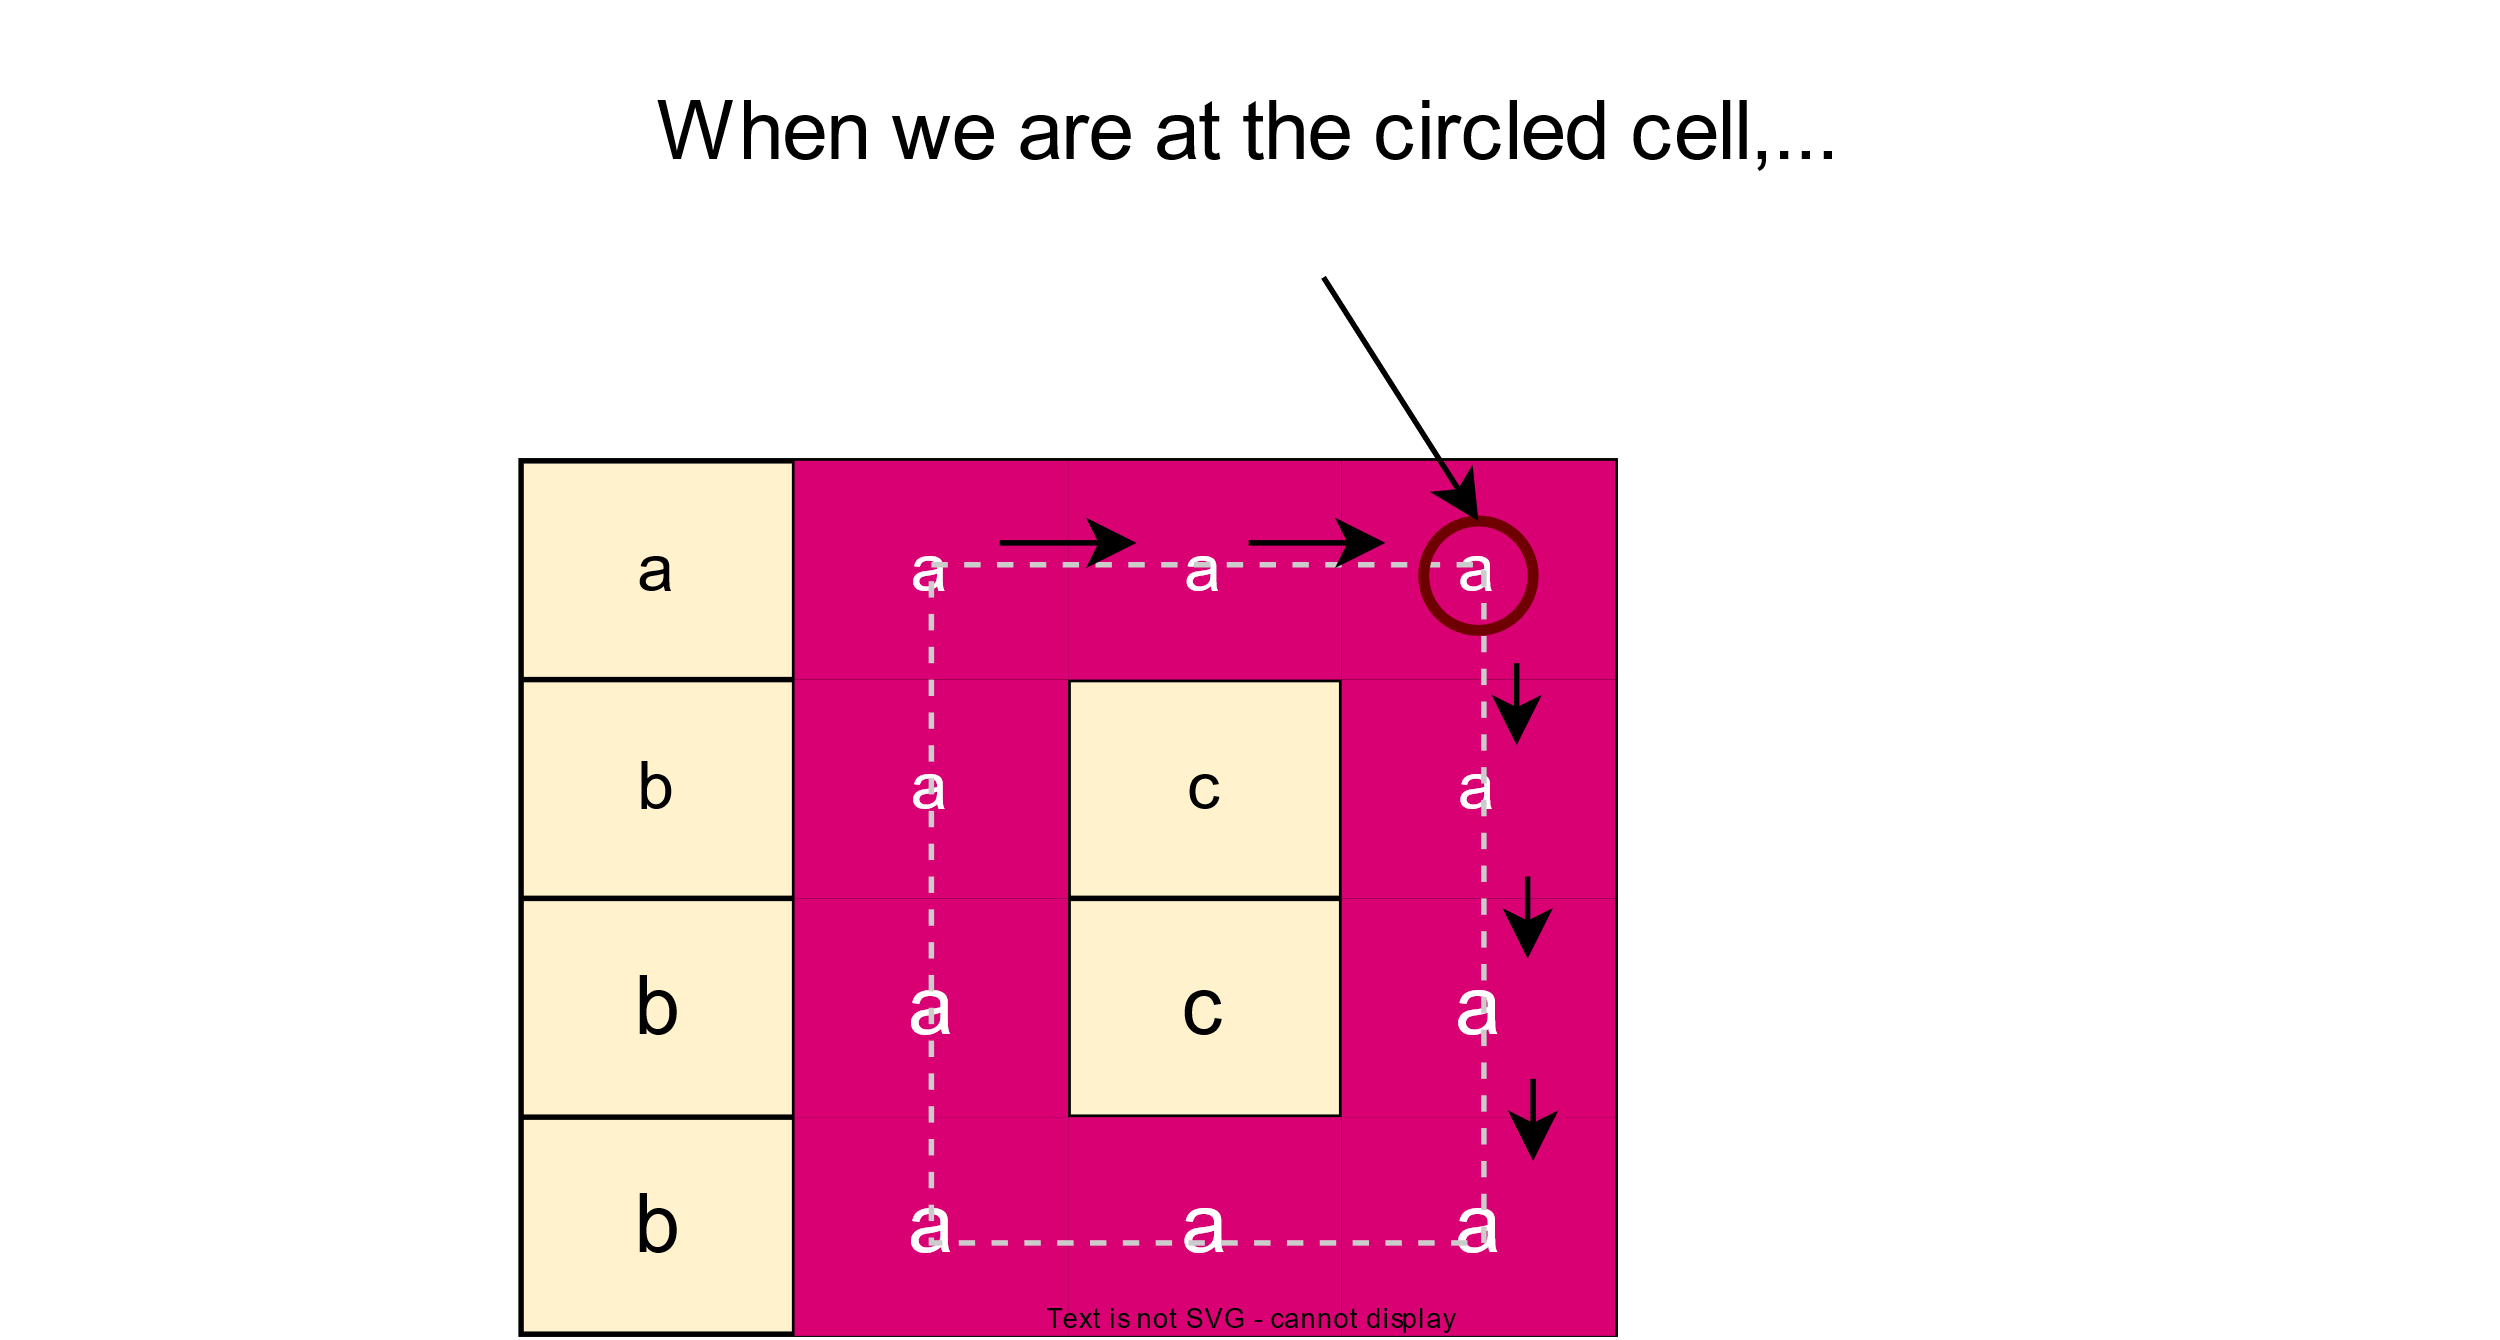 When we are at the circled cell,...
a a a a
b a c a
b a c a
b a a a
Text is not SVG - cannot display